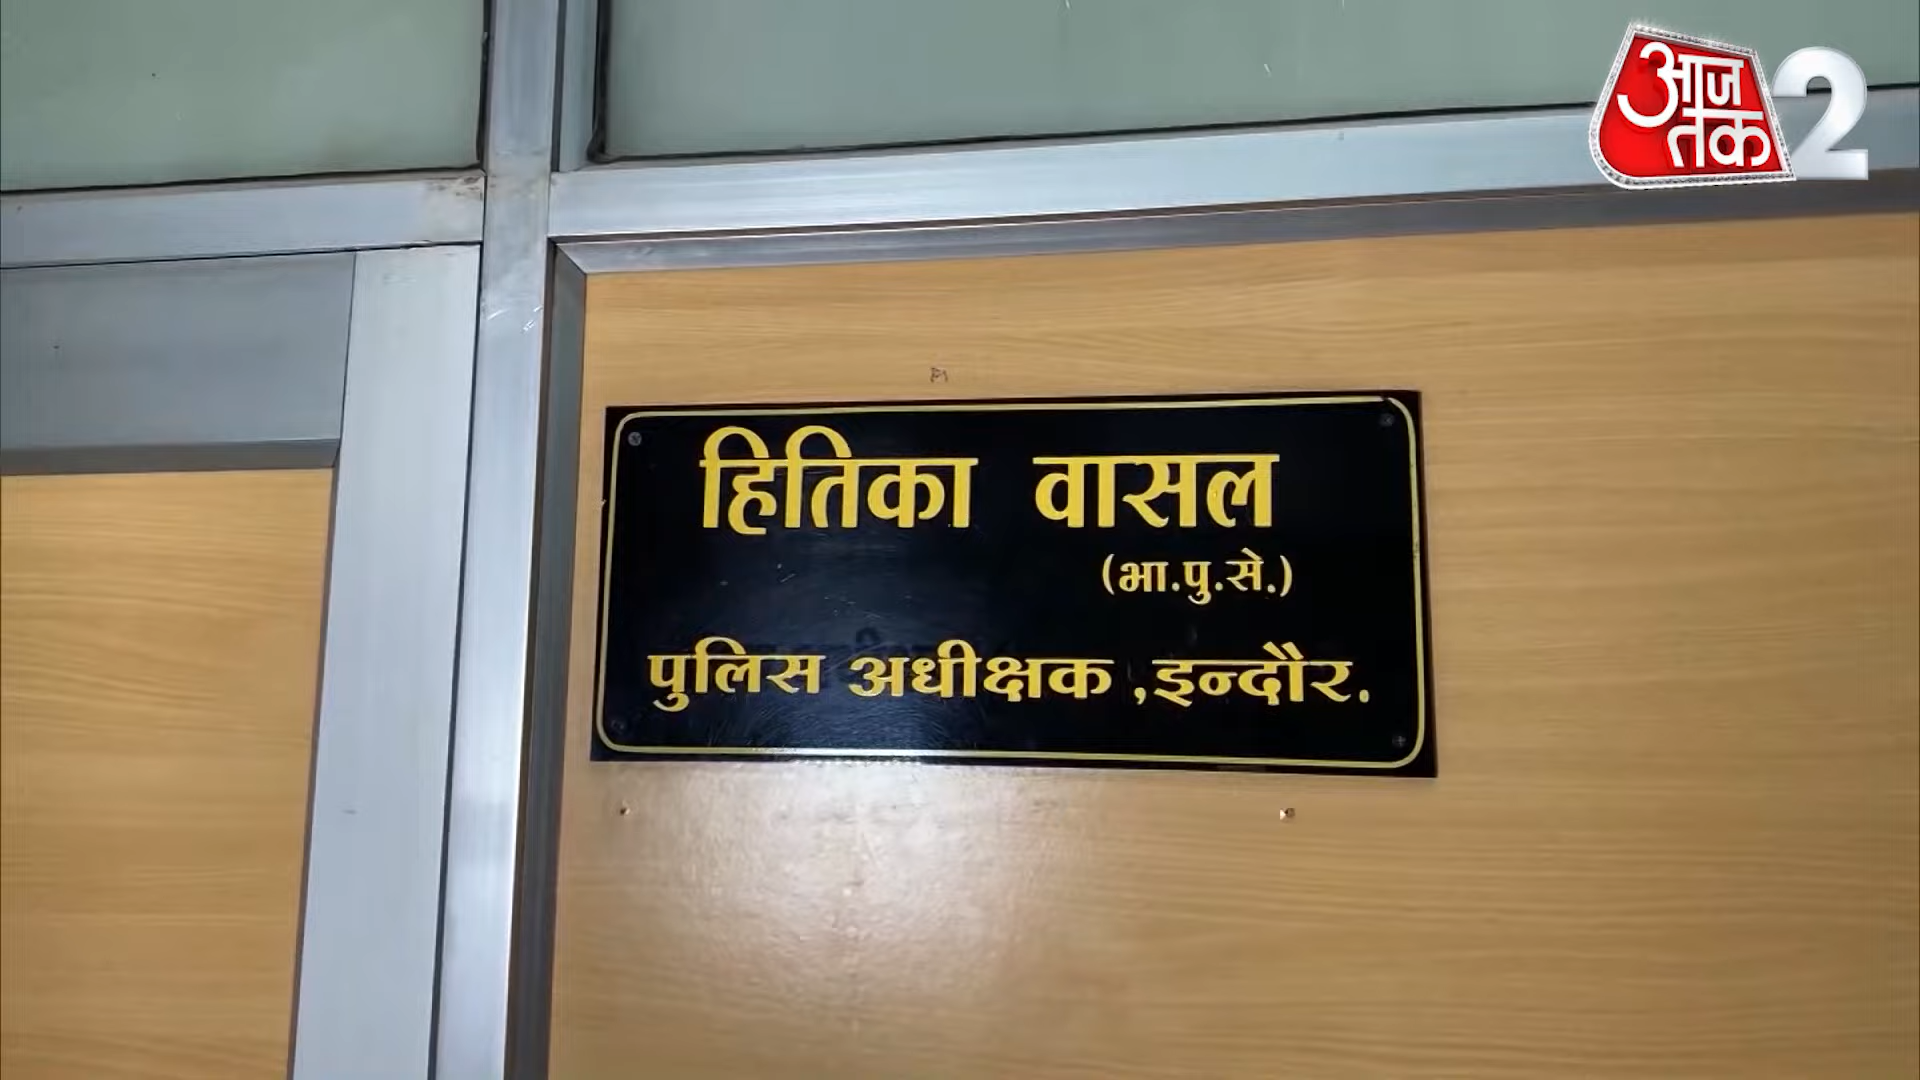 आज
तक 2
हितिका वासल
(भा.पु.से.)
पुलिस अधीक्षक ,इन्दौर.